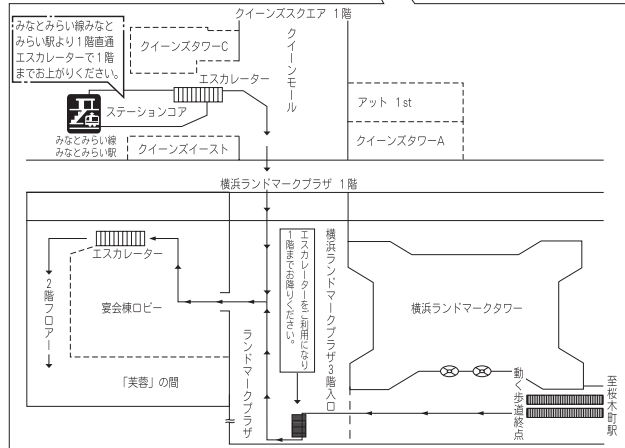 クイーンズスクエア 1階
みなとみらい線みなと
みらい駅より1階直通
エスカレーターで1階
までお上がりください。
クイーンズタワーC
クイーンモール
エスカレーター
アット 1st
ステーションコア
みなとみらい線
みなとみらい駅
クイーンズイースト
クイーンズタワーA
横浜ランドマークプラザ 1階
エスカレーター
2階フロアー
宴会棟ロビー
「芙蓉」の間
ランドマークプラザ
エスカレーターをご利用になり
1階までお降りください。
横浜ランドマークプラザ3階入口
横浜ランドマークタワー
動く歩道終点
至桜木町駅